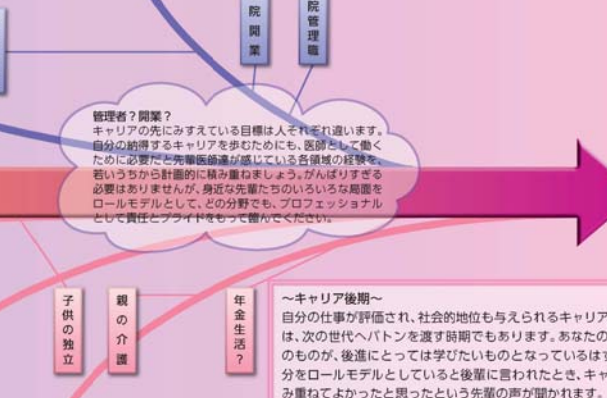 院開業
院管理職
管理者？開業？
キャリアの先にみすえている目標は人それぞれ違います。
自分の納得するキャリアを歩むためにも、医師として働く
ために必要だと先輩医師達が感じている各領域の経験を、
若いうちから計画的に積み重ねましょう。がんばりすぎる
必要はありませんが、身近な先輩たちのいろいろな局面を
ロールモデルとして、どの分野でも、プロフェッショナル
として責任とプライドをもって臨んでください。
子供の独立
親の介護
年金生活？
～キャリア後期～
自分の仕事が評価され、社会的地位も与えられるキャリア
は、次の世代へバトンを渡す時期でもあります。あなたの
のものが、後進にとっては学びたいものとなっているはず
分をロールモデルとしていると後輩に言われたとき、キャ
み重ねてよかったと思ったという先輩の声が聞かれます。